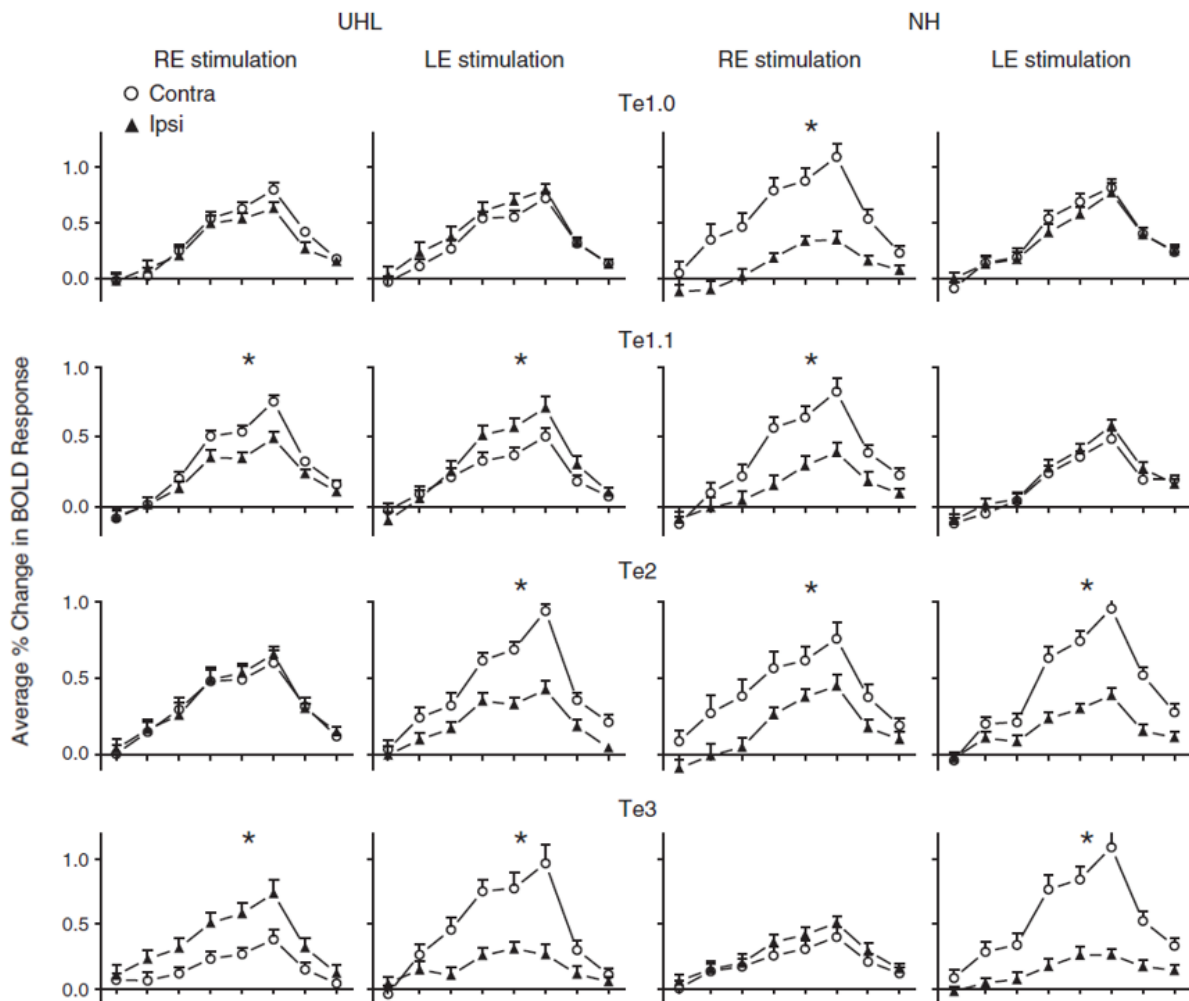 UHL NH
RE stimulation LE stimulation RE stimulation LE stimulation
○ Contra
▲ Ipsi
Te1.0
*
1.0
0.5
0.0
Te1.1
* * *
1.0
0.5
0.0
Average % Change in BOLD Response
Te2
* * *
1.0
0.5
0.0
Te3
* * *
1.0
0.5
0.0